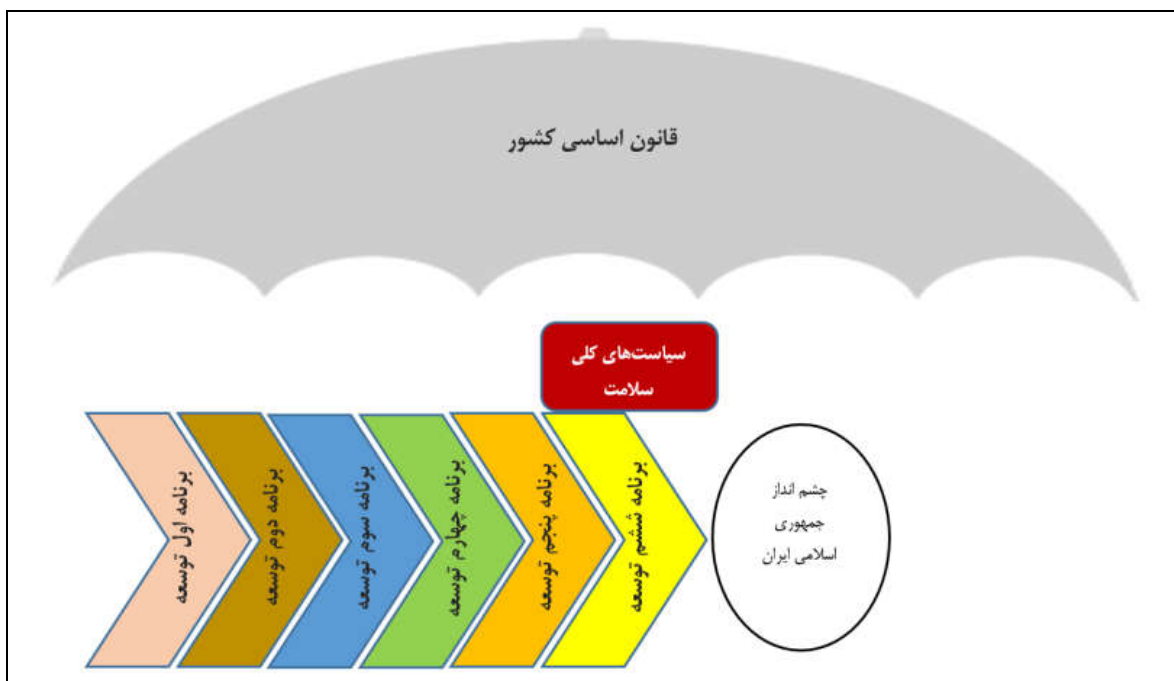 قانون اساسی کشور
سیاست‌های کلی
سلامت
برنامه اول توسعه
برنامه دوم توسعه
برنامه سوم توسعه
برنامه چهارم توسعه
برنامه پنجم توسعه
برنامه ششم توسعه
چشم انداز
جمهوری
اسلامی ایران